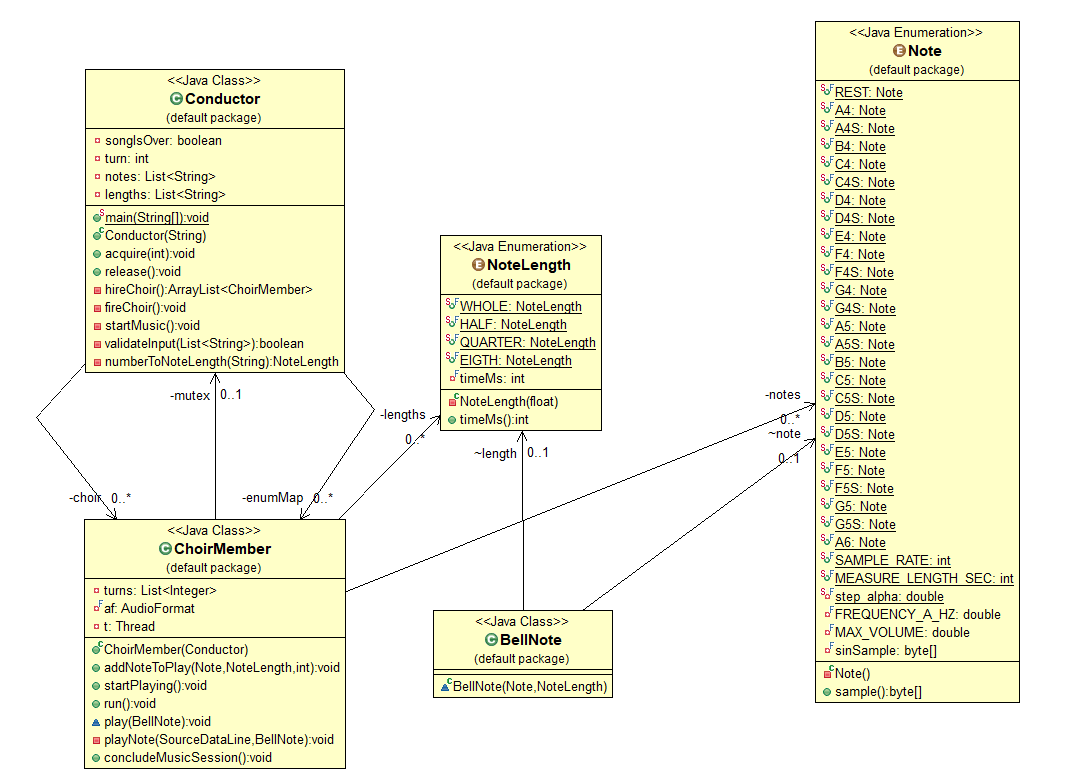 <<Java Class>>
Conductor
(default package)
songIsOver: boolean
turn: int
notes: List<String>
lengths: List<String>
main(String[]):void
Conductor(String)
acquire(int):void
release():void
hireChoir():ArrayList<ChoirMember>
fireChoir():void
startMusic():void
validateInput(List<String>):boolean
numberToNoteLength(String):NoteLength
-mutex 0..1
-choir 0..*
-enumMap 0..*
-lengths
0..*
<<Java Class>>
ChoirMember
(default package)
turns: List<Integer>
af: AudioFormat
t: Thread
ChoirMember(Conductor)
addNoteToPlay(Note,NoteLength,int):void
startPlaying():void
run():void
play(BellNote):void
playNote(SourceDataLine,BellNote):void
concludeMusicSession():void
<<Java Enumeration>>
NoteLength
(default package)
WHOLE: NoteLength
HALF: NoteLength
QUARTER: NoteLength
EIGTH: NoteLength
timeMs: int
NoteLength(float)
timeMs():int
~length 0..1
<<Java Class>>
BellNote
(default package)
BellNote(Note,NoteLength)
-notes
0..*
~note
0..1
<<Java Enumeration>>
Note
(default package)
REST: Note
A4: Note
A4S: Note
B4: Note
C4: Note
C4S: Note
D4: Note
D4S: Note
E4: Note
F4: Note
F4S: Note
G4: Note
G4S: Note
A5: Note
A5S: Note
B5: Note
C5: Note
C5S: Note
D5: Note
D5S: Note
E5: Note
F5: Note
F5S: Note
G5: Note
G5S: Note
A6: Note
SAMPLE_RATE: int
MEASURE_LENGTH_SEC: int
step_alpha: double
FREQUENCY_A_HZ: double
MAX_VOLUME: double
sinSample: byte[]
Note()
sample():byte[]